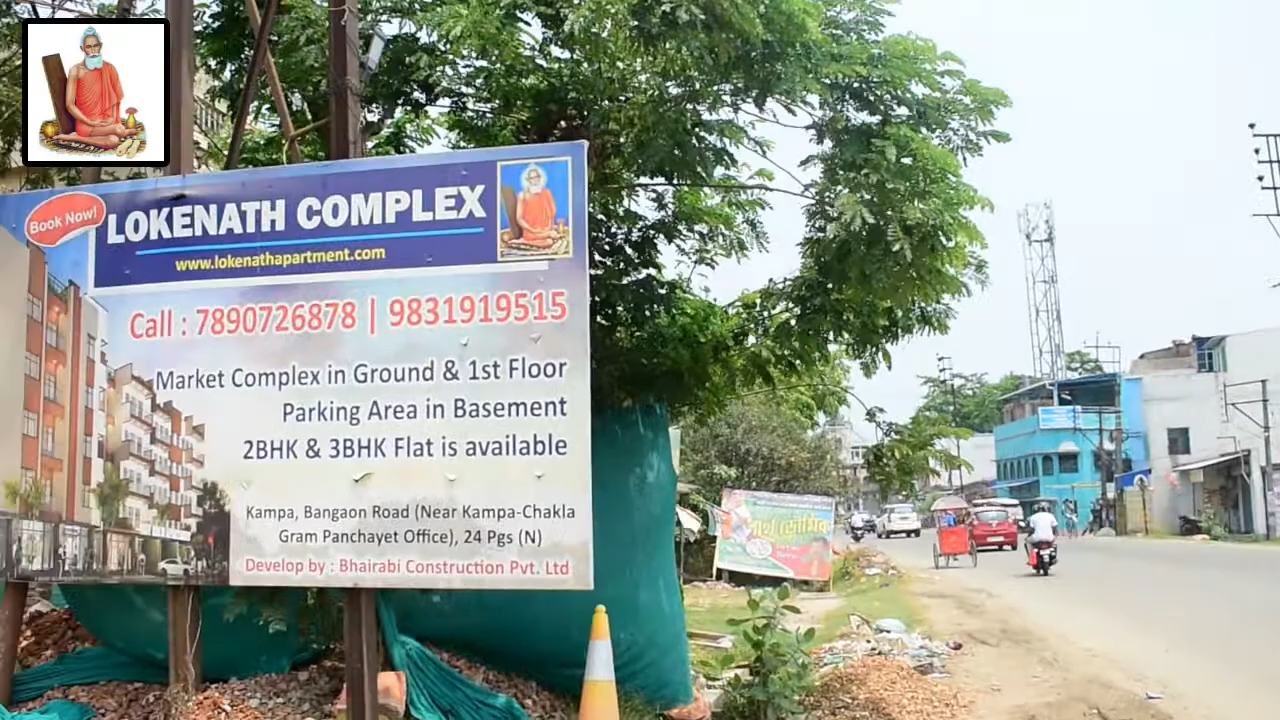 Book Now!
LOKENATH COMPLEX
www.lokenathapartment.com
Call : 7890726878 | 9831919515
Market Complex in Ground & 1st Floor
Parking Area in Basement
2BHK & 3BHK Flat is available
Kampa, Bangaon Road (Near Kampa-Chakla
Gram Panchayet Office), 24 Pgs (N)
Develop by : Bhairabi Construction Pvt. Ltd